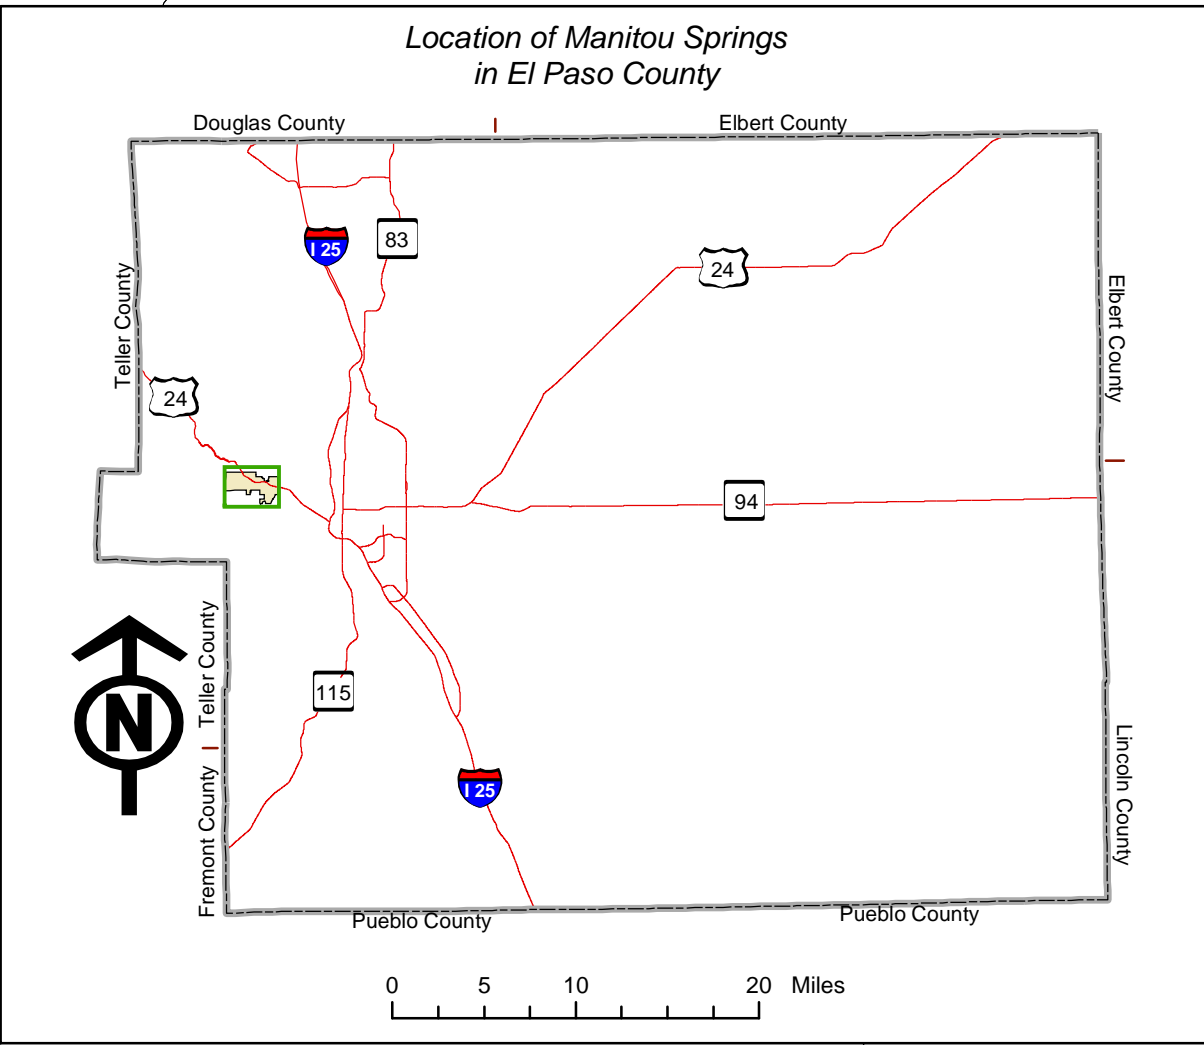 Location of Manitou Springs
in El Paso County
Douglas County
Elbert County
83
I 25
24
Teller County
Elbert County
24
94
Teller County
115
N
I 25
Lincoln County
Fremont County
Pueblo County
Pueblo County
0 5 10 20 Miles